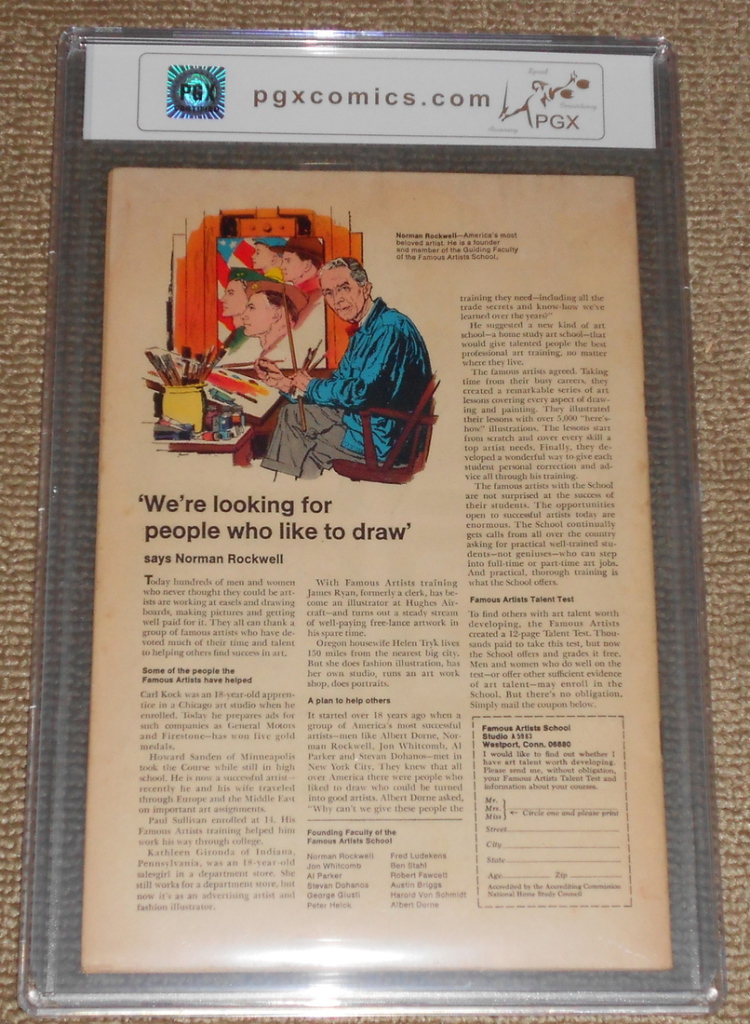 PGX
pgxcomics.com
PGX
Norman Rockwell—America's most
beloved artist. He is a founder
and member of the Guiding Faculty
of the Famous Artists School.
'We're looking for
people who like to draw'
says Norman Rockwell
Today hundreds of men and women
who never thought they could be art-
ists are working at easels and drawing
boards, making pictures and getting
well paid for it. They all can thank a
group of famous artists who have de-
voted much of their time and talent
to helping others find success in art.
Some of the people the
Famous Artists have helped
Carl Kock was an 18-year-old appren-
tice in a Chicago art studio when he
enrolled. Today he prepares ads for
such companies as General Motors
and Firestone—has won five gold
medals.
Howard Sanden of Minneapolis
took the Course while still in high
school. He is now a successful artist—
recently he and his wife traveled
through Europe and the Middle East
on important art assignments.
Paul Sullivan enrolled at 14. His
Famous Artists training helped him
work his way through college.
Kathleen Gironda of Indiana,
Pennsylvania, was an 18-year-old
salesgirl in a department store. She
still works for a department store, but
now it's as an advertising artist and
fashion illustrator.
With Famous Artists training
James Ryan, formerly a clerk, has be-
come an illustrator at Hughes Air-
craft—and turns out a steady stream
of well-paying free-lance artwork in
his spare time.
Oregon housewife Helen Tryk lives
150 miles from the nearest big city.
But she does fashion illustration, has
her own studio, runs an art work
shop, does portraits.
A plan to help others
It started over 18 years ago when a
group of America's most successful
artists—men like Albert Dorne, Nor-
man Rockwell, Jon Whitcomb, Al
Parker and Stevan Dohanos—met in
New York City. They knew that all
over America there were people who
liked to draw who could be turned
into good artists. Albert Dorne asked,
"Why can't we give these people the
Founding Faculty of the
Famous Artists School
Norman Rockwell
Jon Whitcomb
Al Parker
Stevan Dohanos
George Giusti
Peter Helck
Fred Ludekens
Ben Stahl
Robert Fawcett
Austin Briggs
Harold Von Schmidt
Albert Dorne
training they need—including all the
trade secrets and know-how we've
learned over the years?"
He suggested a new kind of art
school—a home study art school—that
would give talented people the best
professional art training, no matter
where they live.
The famous artists agreed. Taking
time from their busy careers, they
created a remarkable series of art
lessons covering every aspect of draw-
ing and painting. They illustrated
their lessons with over 5,000 "here's-
how" illustrations. The lessons start
from scratch and cover every skill a
top artist needs. Finally, they de-
veloped a wonderful way to give each
student personal correction and ad-
vice all through his training.
The famous artists with the School
are not surprised at the success of
their students. The opportunities
open to successful artists today are
enormous. The School continually
gets calls from all over the country
asking for practical well-trained stu-
dents—not geniuses—who can step
into full-time or part-time art jobs.
And practical, thorough training is
what the School offers.
Famous Artists Talent Test
To find others with art talent worth
developing, the Famous Artists
created a 12-page Talent Test. Thou-
sands paid to take this test, but now
the School offers and grades it free.
Men and women who do well on the
test—or offer other sufficient evidence
of art talent—may enroll in the
School. But there's no obligation.
Simply mail the coupon below.
Famous Artists School
Studio A 5983
Westport, Conn. 06880
I would like to find out whether I
have art talent worth developing.
Please send me, without obligation,
your Famous Artists Talent Test and
information about your courses.
Mr.
Mrs.
Miss
Circle one and please print
Street
City
State
Age Zip
Accredited by the Accrediting Commission
National Home Study Council